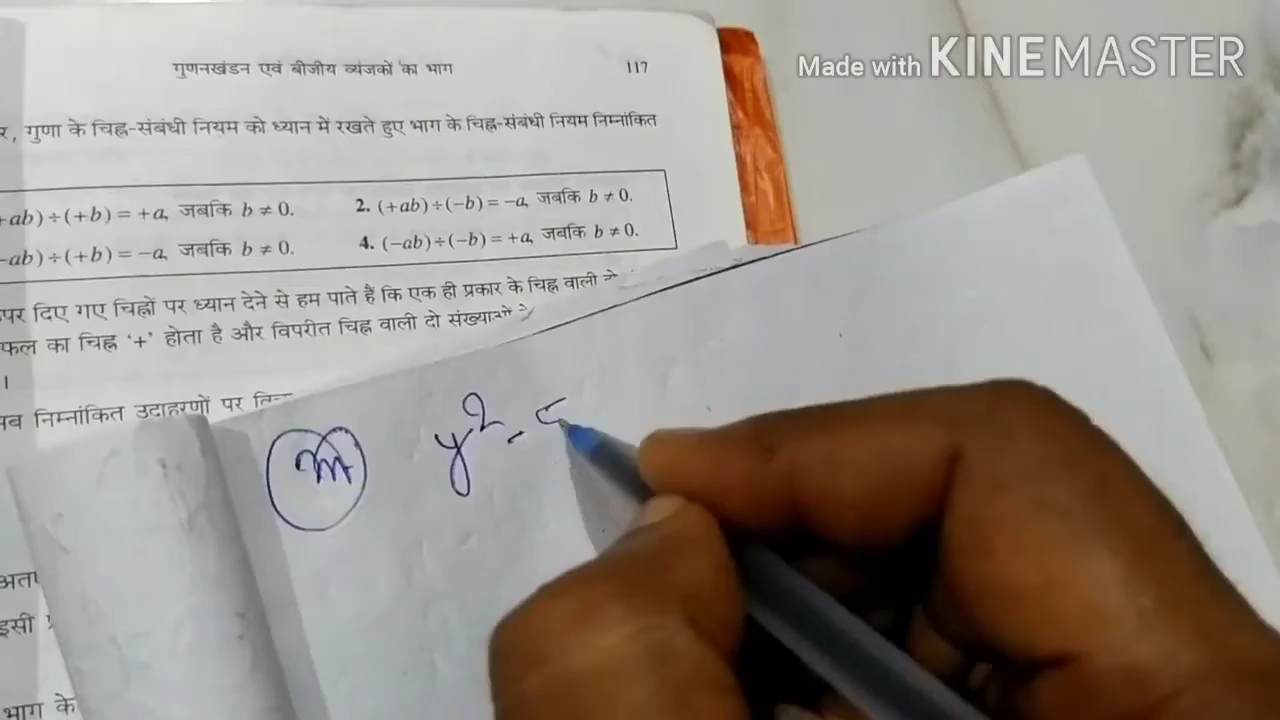 Made with KINEMASTER
गुणनखंडन एवं बीजीय व्यंजकों का भाग 117
र, गुणा के चिह्न-संबंधी नियम को ध्यान में रखते हुए भाग के चिह्न-संबंधी नियम निम्नांकित
+ab)÷(+b) = +a, जबकि b ≠ 0. 2. (+ab)÷(-b) = -a, जबकि b ≠ 0.
-ab)÷(+b) = -a, जबकि b ≠ 0. 4. (-ab)÷(-b) = +a, जबकि b ≠ 0.
पर दिए गए चिह्नों पर ध्यान देने से हम पाते हैं कि एक ही प्रकार के चिह्न वाली
फल का चिह्न '+' होता है और विपरीत चिह्न वाली दो
। 
निम्नांकित उदाहरणों पर
y² -
इसी
भाग के